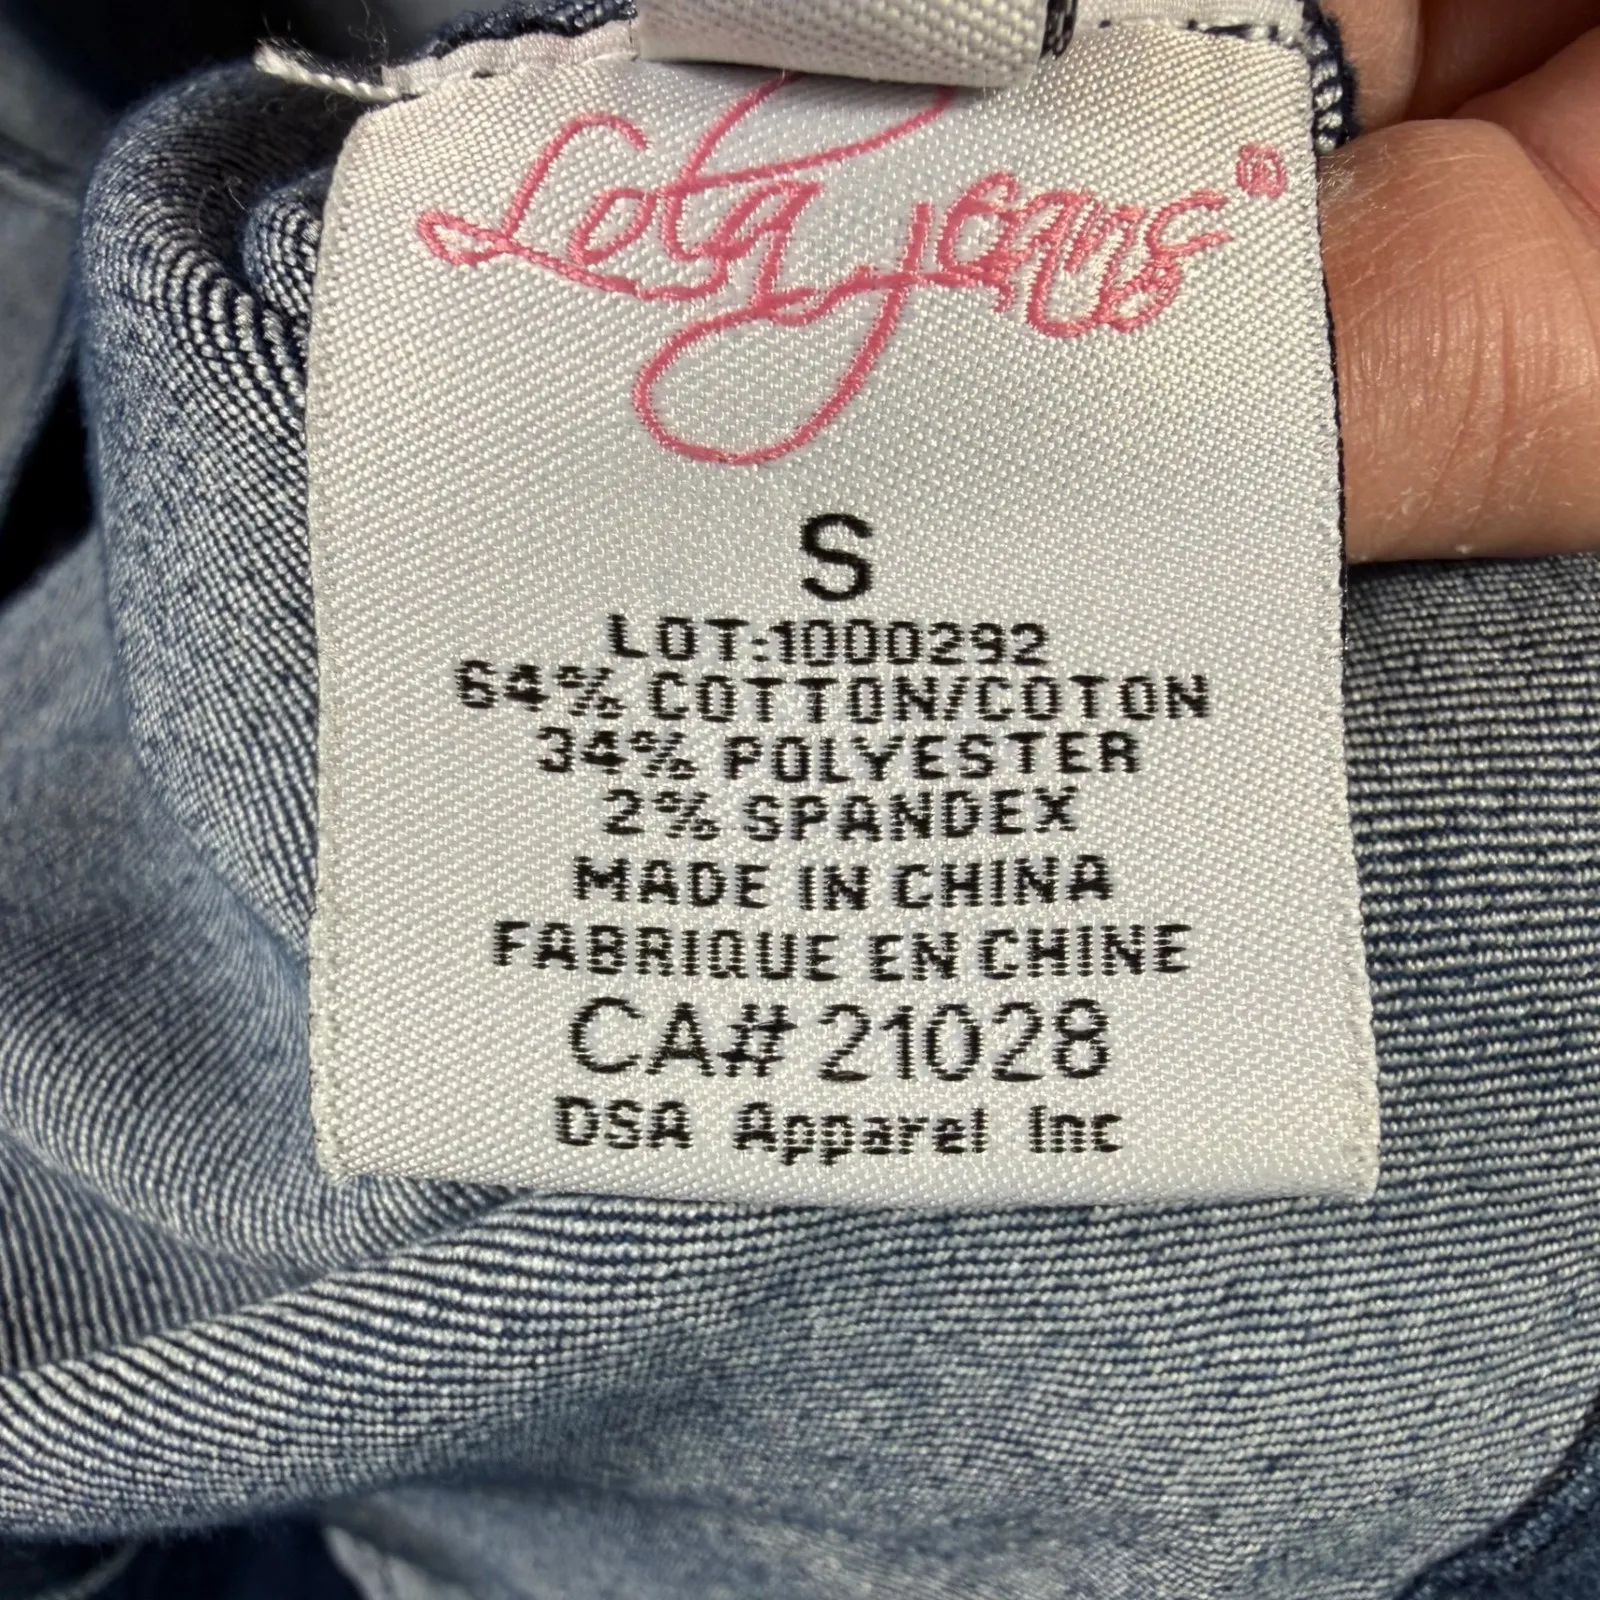 Lola Jeans®
S
LOT:1000292
64% COTTON/COTON
34% POLYESTER
2% SPANDEX
MADE IN CHINA
FABRIQUE EN CHINE
CA# 21028
DSA Apparel Inc